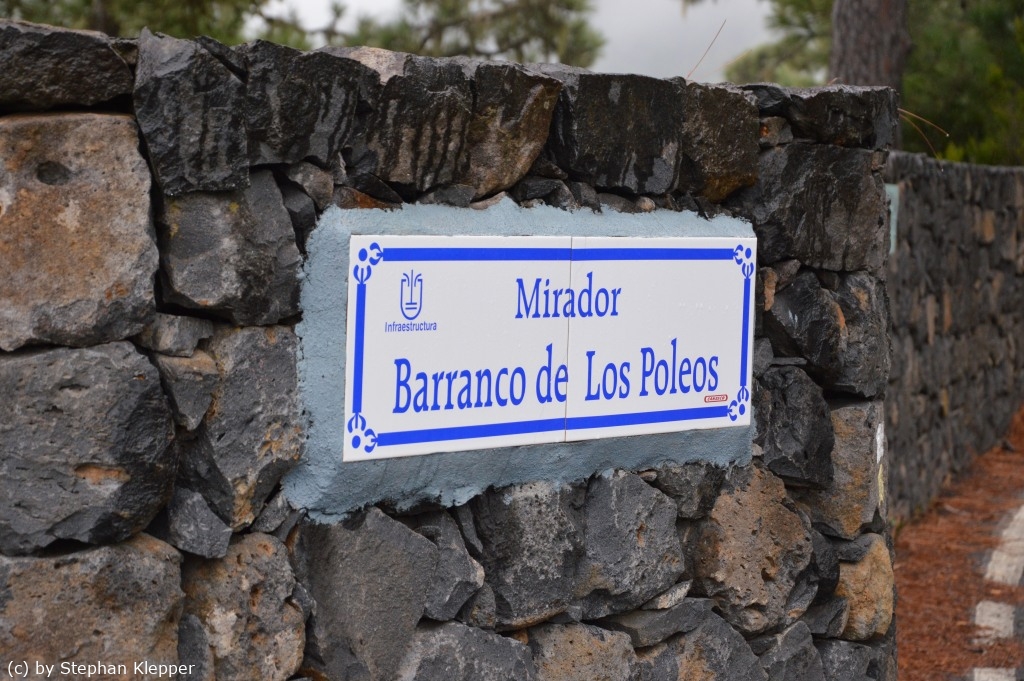 Mirador
Infraestructura
Barranco de Los Poleos
(c) by Stephan Klepper